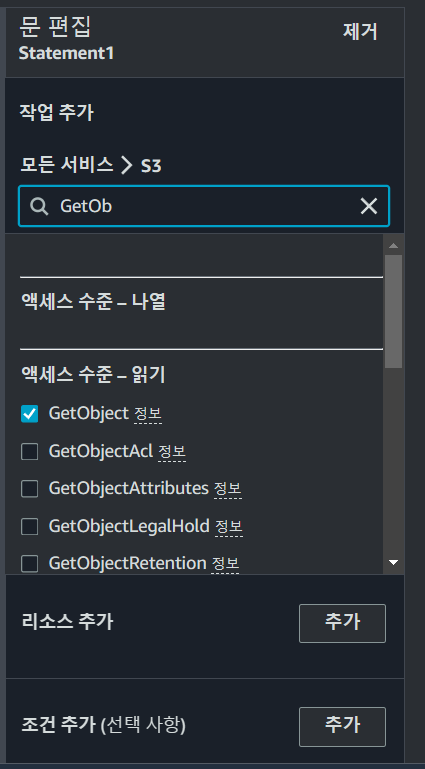 문 편집
제거
Statement1
작업 추가
모든 서비스 > S3
GetOb
액세스 수준 – 나열
액세스 수준 – 읽기
GetObject 정보
GetObjectAcl 정보
GetObjectAttributes 정보
GetObjectLegalHold 정보
GetObjectRetention 정보
리소스 추가
추가
조건 추가 (선택 사항)
추가